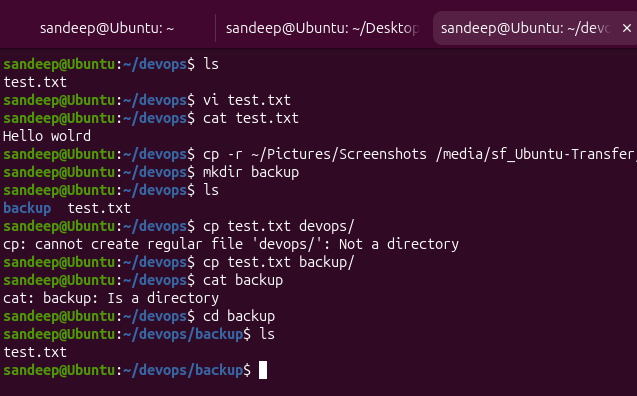 sandeep@Ubuntu: ~
sandeep@Ubuntu: ~/Desktop
sandeep@Ubuntu: ~/devo
sandeep@Ubuntu:~/devops$ ls
test.txt
sandeep@Ubuntu:~/devops$ vi test.txt
sandeep@Ubuntu:~/devops$ cat test.txt
Hello wolrd
sandeep@Ubuntu:~/devops$ cp -r ~/Pictures/Screenshots /media/sf_Ubuntu-Transfer/
sandeep@Ubuntu:~/devops$ mkdir backup
sandeep@Ubuntu:~/devops$ ls
backup  test.txt
sandeep@Ubuntu:~/devops$ cp test.txt devops/
cp: cannot create regular file 'devops/': Not a directory
sandeep@Ubuntu:~/devops$ cp test.txt backup/
sandeep@Ubuntu:~/devops$ cat backup
cat: backup: Is a directory
sandeep@Ubuntu:~/devops$ cd backup
sandeep@Ubuntu:~/devops/backup$ ls
test.txt
sandeep@Ubuntu:~/devops/backup$